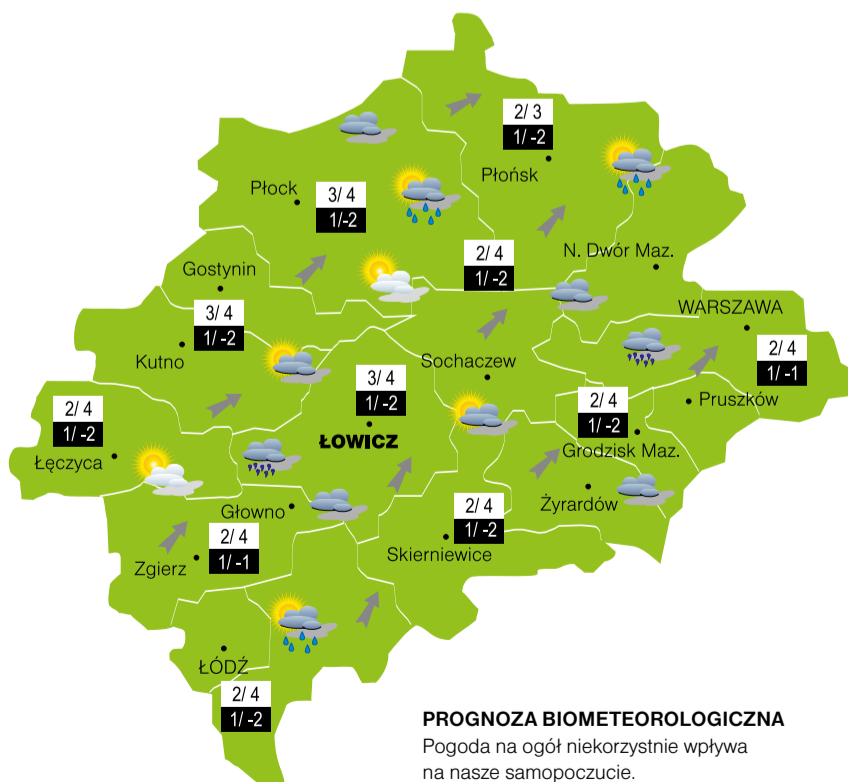 2/ 3
1/ -2
Płońsk
Płock
3/ 4
1/-2
2/ 4
1/ -2
N. Dwór Maz.
Gostynin
3/ 4
1/ -2
Kutno
WARSZAWA
2/ 4
1/ -1
Sochaczew
3/ 4
1/ -2
ŁOWICZ
Pruszków
2/ 4
1/ -2
Grodzisk Maz.
2/ 4
1/ -2
Łęczyca
Żyrardów
Głowno
2/ 4
1/ -2
Skierniewice
2/ 4
1/ -1
Zgierz
ŁÓDŹ
2/ 4
1/ -2
PROGNOZA BIOMETEOROLOGICZNA
Pogoda na ogół niekorzystnie wpływa
na nasze samopoczucie.